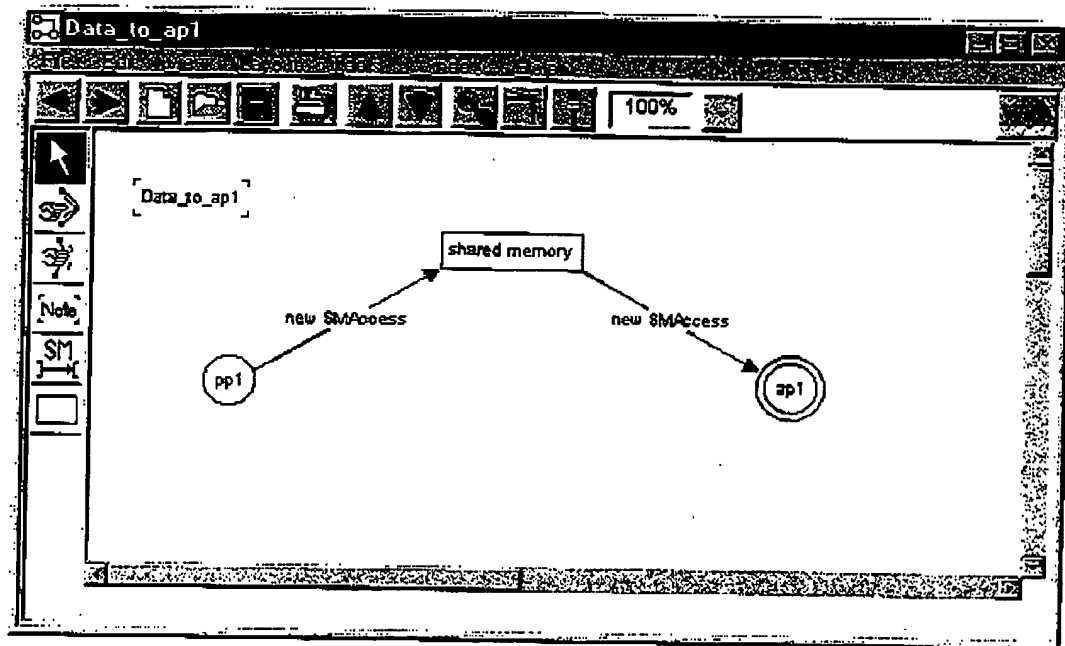 Data_to_ap1
100%
Data_to_ap1
shared memory
new SMAccess
new SMAccess
Note
SM
pp1
ap1